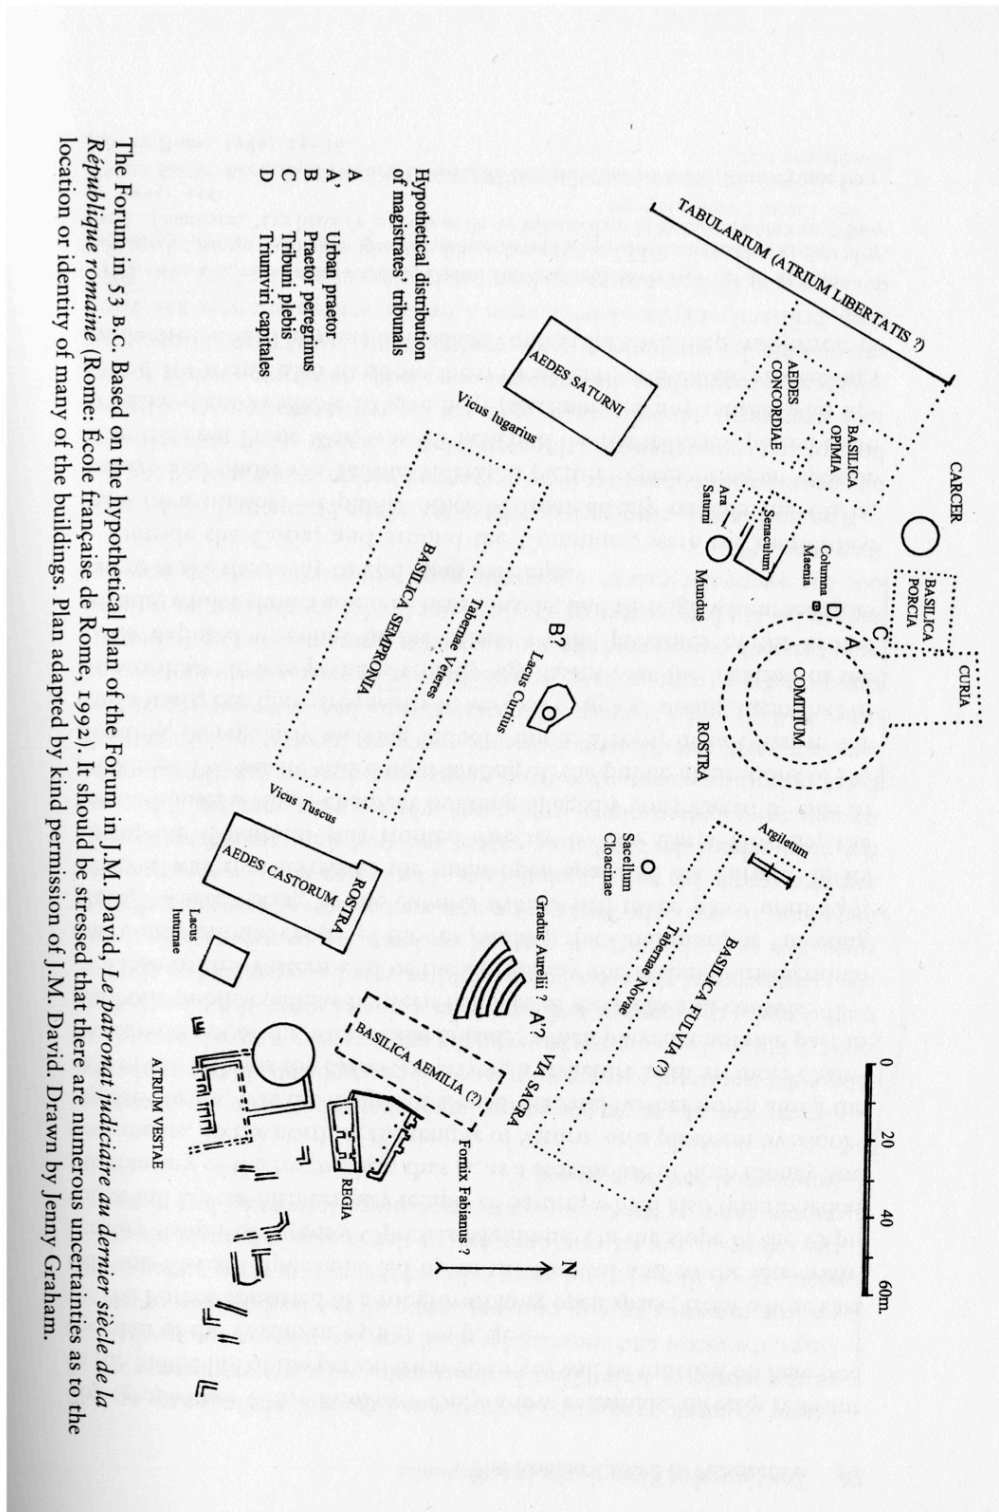 TABULARIUM (ATRIUM LIBERTATIS ?)
CARCER
BASILICA
PORCIA
CURIA
BASILICA
OPIMIA
AEDES
CONCORDIAE
Senaculum
Columna
Maenia
D
C
A
COMITIUM
ROSTRA
Ara
Saturni
Mundus
AEDES SATURNI
Vicus Iugarius
BASILICA SEMPRONIA
Tabernae Veteres
B?
Lacus Curtius
Vicus Tuscus
Argiletum
Sacellum
Cloacinae
Tabernae Novae
BASILICA FULVIA (?)
AEDES CASTORUM
ROSTRA
Lacus
Iuturnae
Gradus Aurelii ?
A'?
VIA SACRA
BASILICA AEMILIA (?)
Fornix Fabianus ?
ATRIUM VESTAE
REGIA
0 20 40 60m.
N
Hypothetical distribution
of magistrates' tribunals
A
A' Urban praetor
B Praetor peregrinus
C Tribuni plebis
D Triumviri capitales
The Forum in 53 B.C. Based on the hypothetical plan of the Forum in J.M. David, Le patronat judiciaire au dernier siècle de la
République romaine (Rome: École française de Rome, 1992). It should be stressed that there are numerous uncertainties as to the
location or identity of many of the buildings. Plan adapted by kind permission of J.M. David. Drawn by Jenny Graham.